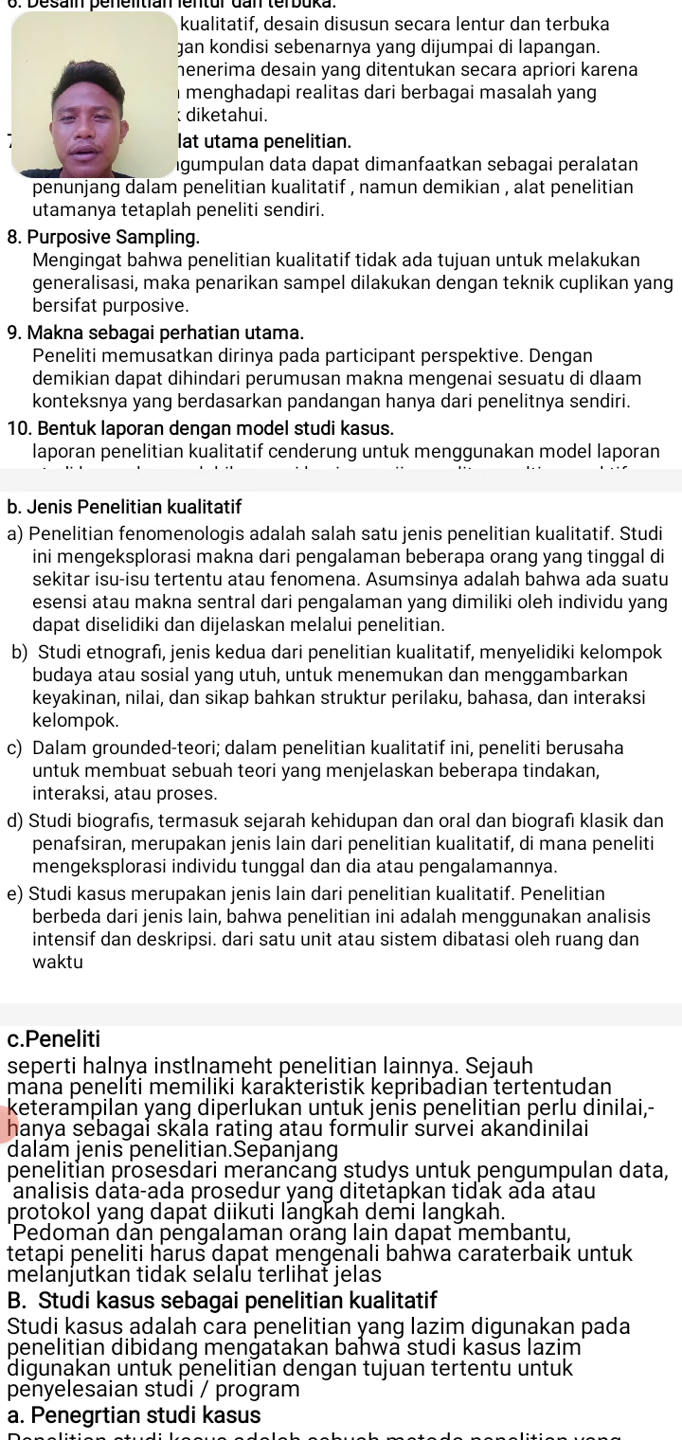 6. Desain penelitian lentur dan terbuka.
kualitatif, desain disusun secara lentur dan terbuka
kondisi sebenarnya yang dijumpai di lapangan.
desain yang ditentukan secara apriori karena
menghadapi realitas dari berbagai masalah yang
diketahui.
utama penelitian.
data dapat dimanfaatkan sebagai peralatan
penunjang dalam penelitian kualitatif , namun demikian , alat penelitian
utamanya tetaplah peneliti sendiri.
8. Purposive Sampling.
Mengingat bahwa penelitian kualitatif tidak ada tujuan untuk melakukan
generalisasi, maka penarikan sampel dilakukan dengan teknik cuplikan yang
bersifat purposive.
9. Makna sebagai perhatian utama.
Peneliti memusatkan dirinya pada participant perspektive. Dengan
demikian dapat dihindari perumusan makna mengenai sesuatu di dlaam
konteksnya yang berdasarkan pandangan hanya dari penelitnya sendiri.
10. Bentuk laporan dengan model studi kasus.
laporan penelitian kualitatif cenderung untuk menggunakan model laporan
b. Jenis Penelitian kualitatif
a) Penelitian fenomenologis adalah salah satu jenis penelitian kualitatif. Studi
ini mengeksplorasi makna dari pengalaman beberapa orang yang tinggal di
sekitar isu-isu tertentu atau fenomena. Asumsinya adalah bahwa ada suatu
esensi atau makna sentral dari pengalaman yang dimiliki oleh individu yang
dapat diselidiki dan dijelaskan melalui penelitian.
b) Studi etnografi, jenis kedua dari penelitian kualitatif, menyelidiki kelompok
budaya atau sosial yang utuh, untuk menemukan dan menggambarkan
keyakinan, nilai, dan sikap bahkan struktur perilaku, bahasa, dan interaksi
kelompok.
c) Dalam grounded-teori; dalam penelitian kualitatif ini, peneliti berusaha
untuk membuat sebuah teori yang menjelaskan beberapa tindakan,
interaksi, atau proses.
d) Studi biografis, termasuk sejarah kehidupan dan oral dan biografi klasik dan
penafsiran, merupakan jenis lain dari penelitian kualitatif, di mana peneliti
mengeksplorasi individu tunggal dan dia atau pengalamannya.
e) Studi kasus merupakan jenis lain dari penelitian kualitatif. Penelitian
berbeda dari jenis lain, bahwa penelitian ini adalah menggunakan analisis
intensif dan deskripsi. dari satu unit atau sistem dibatasi oleh ruang dan
waktu
c.Peneliti
seperti halnya instlnameht penelitian lainnya. Sejauh
mana peneliti memiliki karakteristik kepribadian tertentudan
keterampilan yang diperlukan untuk jenis penelitian perlu dinilai,-
hanya sebagai skala rating atau formulir survei akandinilai
dalam jenis penelitian.Sepanjang
penelitian prosesdari merancang studys untuk pengumpulan data,
analisis data-ada prosedur yang ditetapkan tidak ada atau
protokol yang dapat diikuti langkah demi langkah.
Pedoman dan pengalaman orang lain dapat membantu,
tetapi peneliti harus dapat mengenali bahwa caraterbaik untuk
melanjutkan tidak selalu terlihat jelas
B. Studi kasus sebagai penelitian kualitatif
Studi kasus adalah cara penelitian yang lazim digunakan pada
penelitian dibidang mengatakan bahwa studi kasus lazim
digunakan untuk penelitian dengan tujuan tertentu untuk
penyelesaian studi / program
a. Penegrtian studi kasus
Penelitian studi kasus adalah sebuah metode penelitian yang